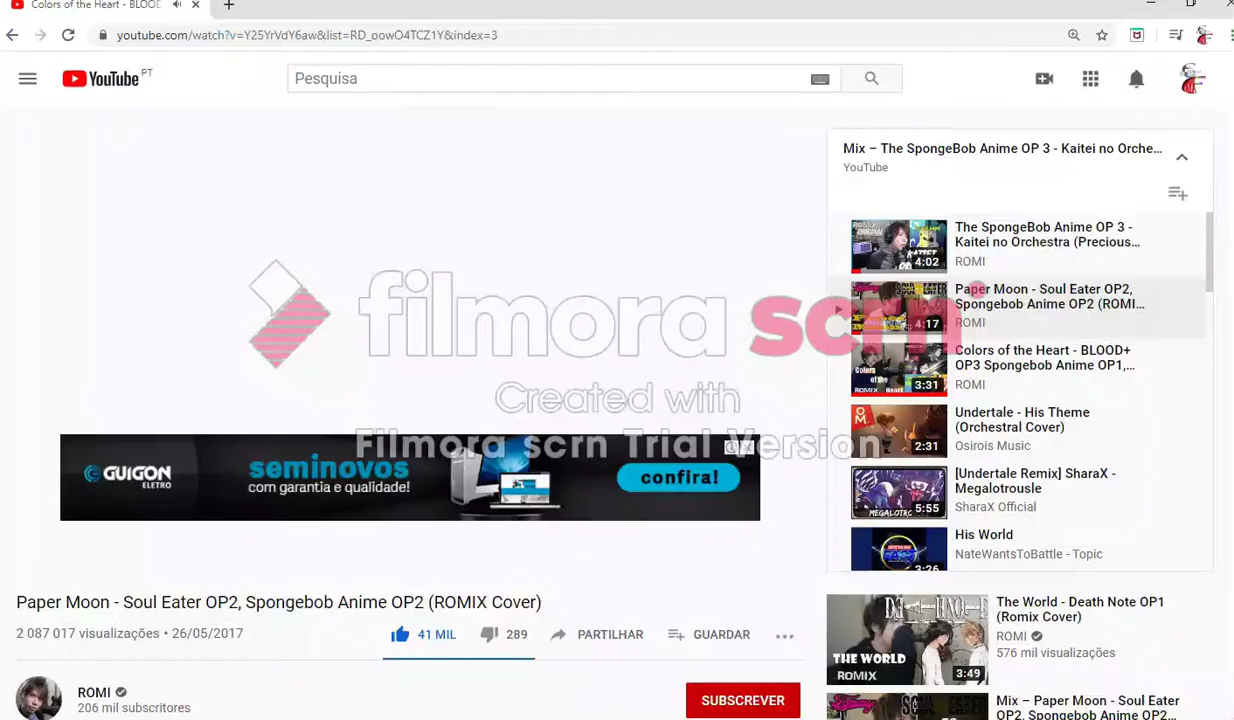 Colors of the Heart - BLOO
youtube.com/watch?v=Y25YrVdY6aw&list=RD_oowO4TCZ1Y&index=3
YouTube PT
Pesquisa
Mix – The SpongeBob Anime OP 3 - Kaitei no Orche...
YouTube
The SpongeBob Anime OP 3 -
Kaitei no Orchestra (Precious...
ROMI
4:02
Paper Moon - Soul Eater OP2,
Spongebob Anime OP2 (ROMI...
ROMI
4:17
Colors of the Heart - BLOOD+
OP3 Spongebob Anime OP1,...
ROMI
3:31
Undertale - His Theme
(Orchestral Cover)
Osirois Music
2:31
[Undertale Remix] SharaX -
Megalotrousle
SharaX Official
5:55
His World
NateWantsToBattle - Topic
3:26
filmora scrn
Created with
Filmora scrn Trial Version
GUIGON
ELETRO
seminovos
com garantia e qualidade!
confira!
Paper Moon - Soul Eater OP2, Spongebob Anime OP2 (ROMIX Cover)
2 087 017 visualizações • 26/05/2017
41 MIL
289
PARTILHAR
GUARDAR
ROMI
206 mil subscritores
SUBSCREVER
THE WORLD
ROMIX
3:49
The World - Death Note OP1
(Romix Cover)
ROMI
576 mil visualizações
Mix – Paper Moon - Soul Eater
OP2, Spongebob Anime OP2...